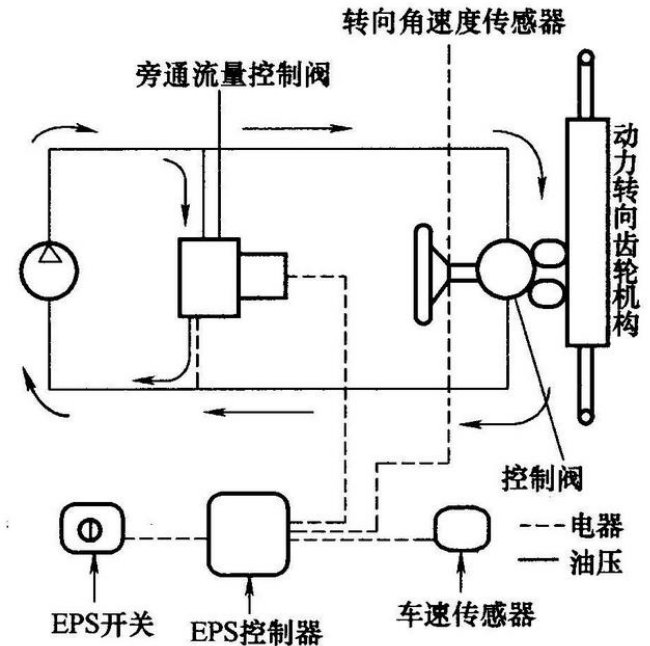 转向角速度传感器
旁通流量控制阀
动力转向齿轮机构
控制阀
电器
油压
EPS开关
EPS控制器
车速传感器